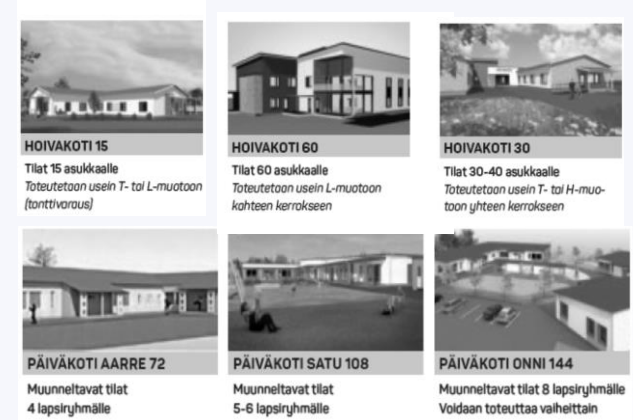 HOIVAKOTI 15
Tilat 15 asukkaalle
Toteutetaan usein T- tai L-muotoon
(tonttivaraus)
HOIVAKOTI 60
Tilat 60 asukkaalle
Toteutetaan usein L-muotoon
kahteen kerrokseen
HOIVAKOTI 30
Tilat 30-40 asukkaalle
Toteutetaan usein T- tai H-muo-
toon yhteen kerrokseen
PÄIVÄKOTI AARRE 72
Muunneltavat tilat
4 lapsiryhmälle
PÄIVÄKOTI SATU 108
Muunneltavat tilat
5-6 lapsiryhmälle
PÄIVÄKOTI ONNI 144
Muunneltavat tilat 8 lapsiryhmälle
Voidaan toteuttaa vaiheittain